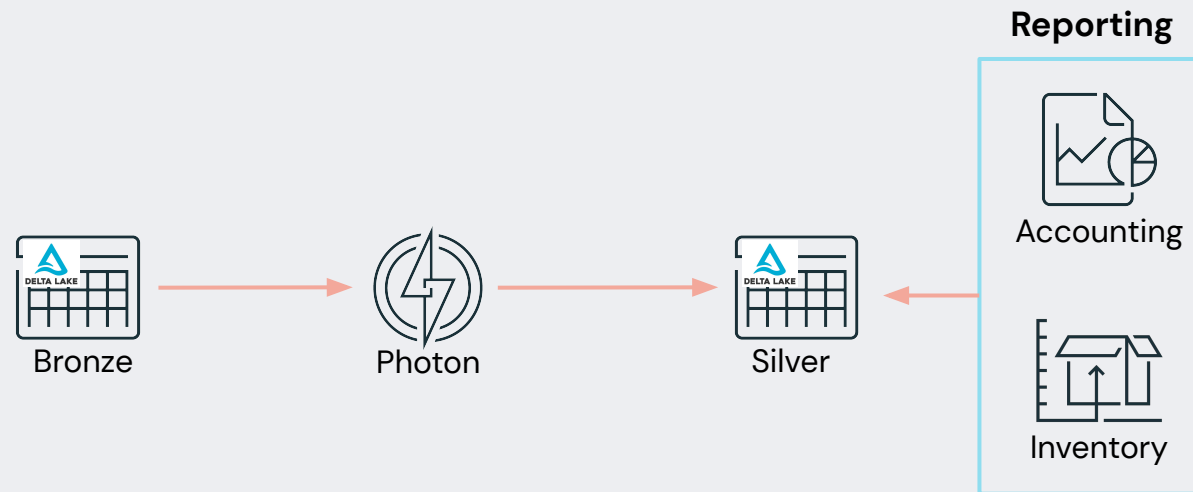 Reporting
Accounting
DELTA LAKE
DELTA LAKE
Bronze
Photon
Silver
Inventory